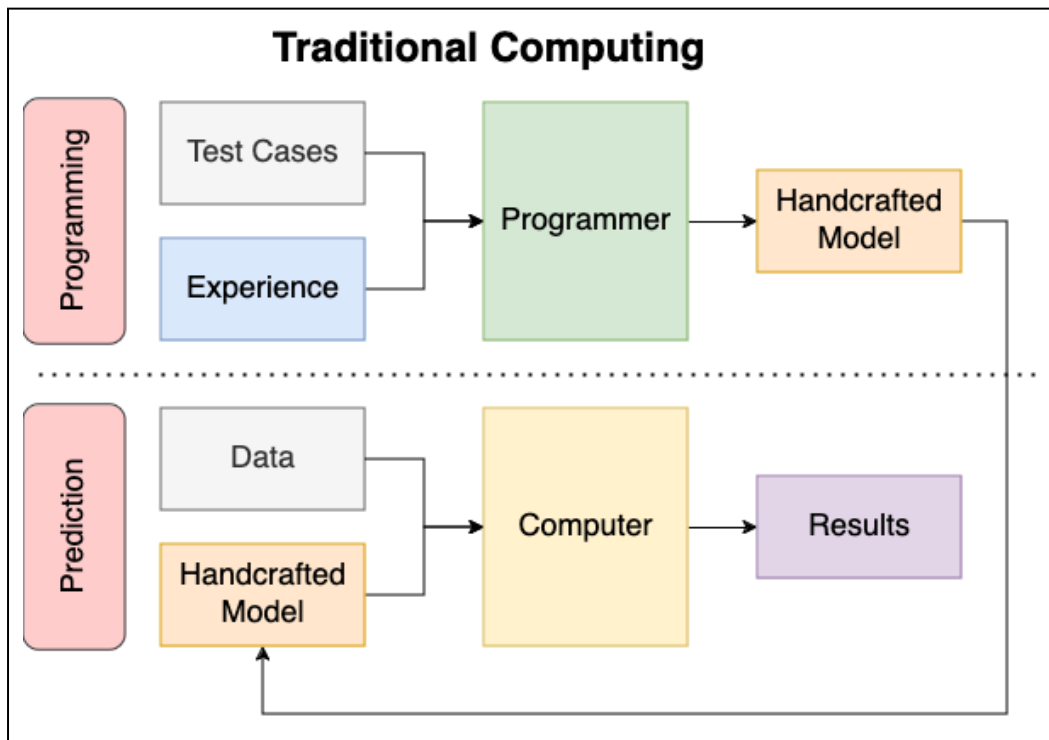 Traditional Computing
Programming
Test Cases
Experience
Programmer
Handcrafted
Model
Prediction
Data
Handcrafted
Model
Computer
Results